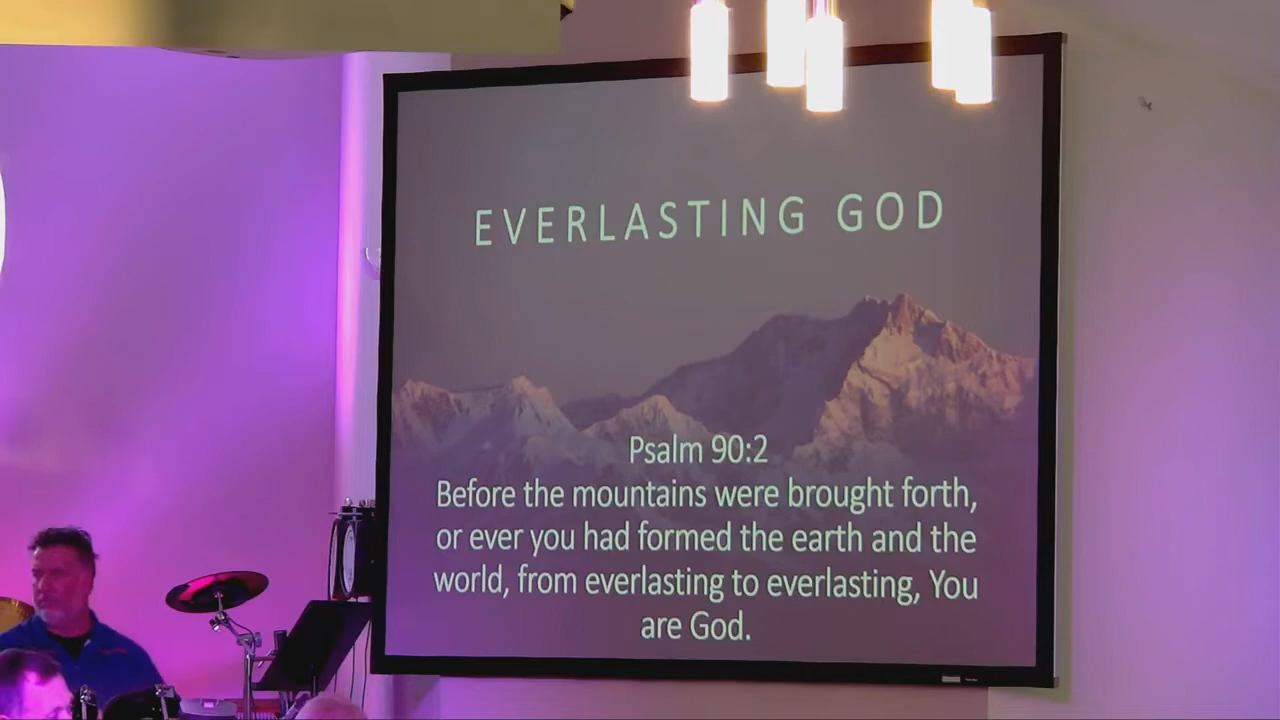 EVERLASTING GOD
Psalm 90:2
Before the mountains were brought forth,
or ever you had formed the earth and the
world, from everlasting to everlasting, You
are God.